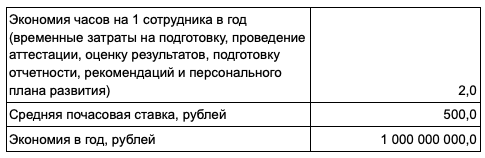 Экономия часов на 1 сотрудника в год
(временные затраты на подготовку, проведение
аттестации, оценку результатов, подготовку
отчетности, рекомендаций и персонального
плана развития) 2,0
Средняя почасовая ставка, рублей 500,0
Экономия в год, рублей 1 000 000 000,0